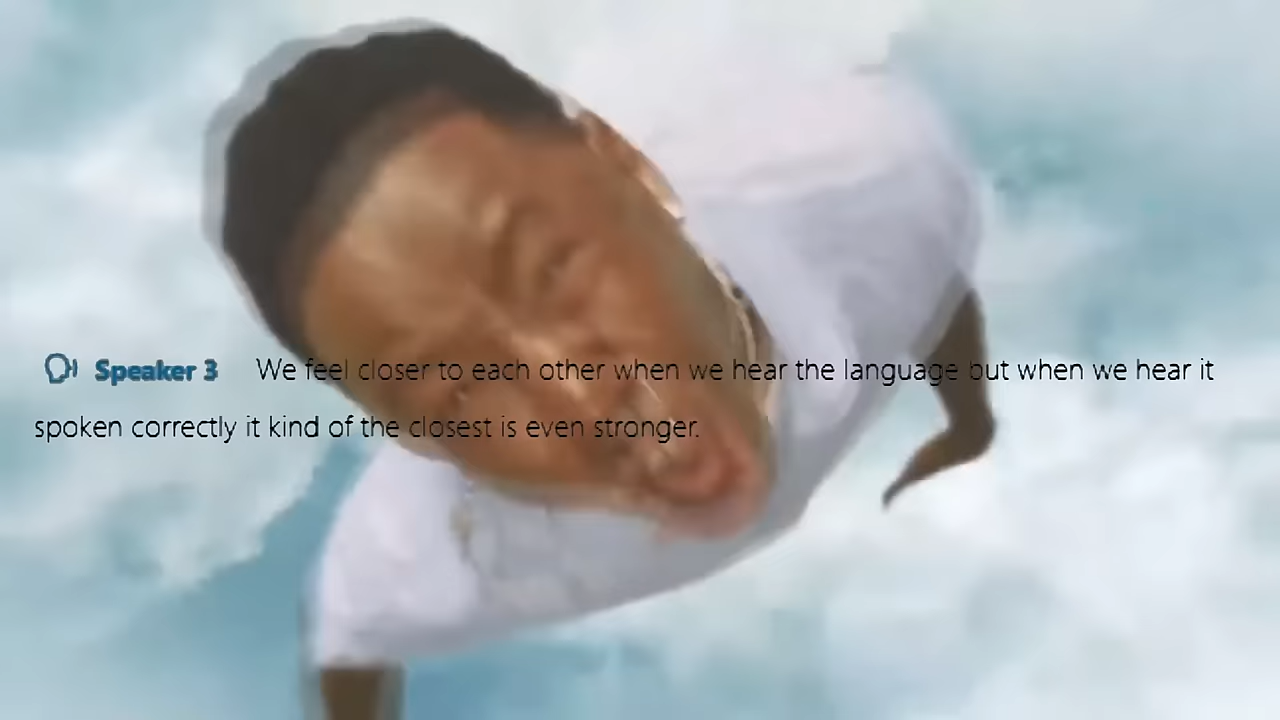 Speaker 3 We feel closer to each other when we hear the language but when we hear it
spoken correctly it kind of the closest is even stronger.